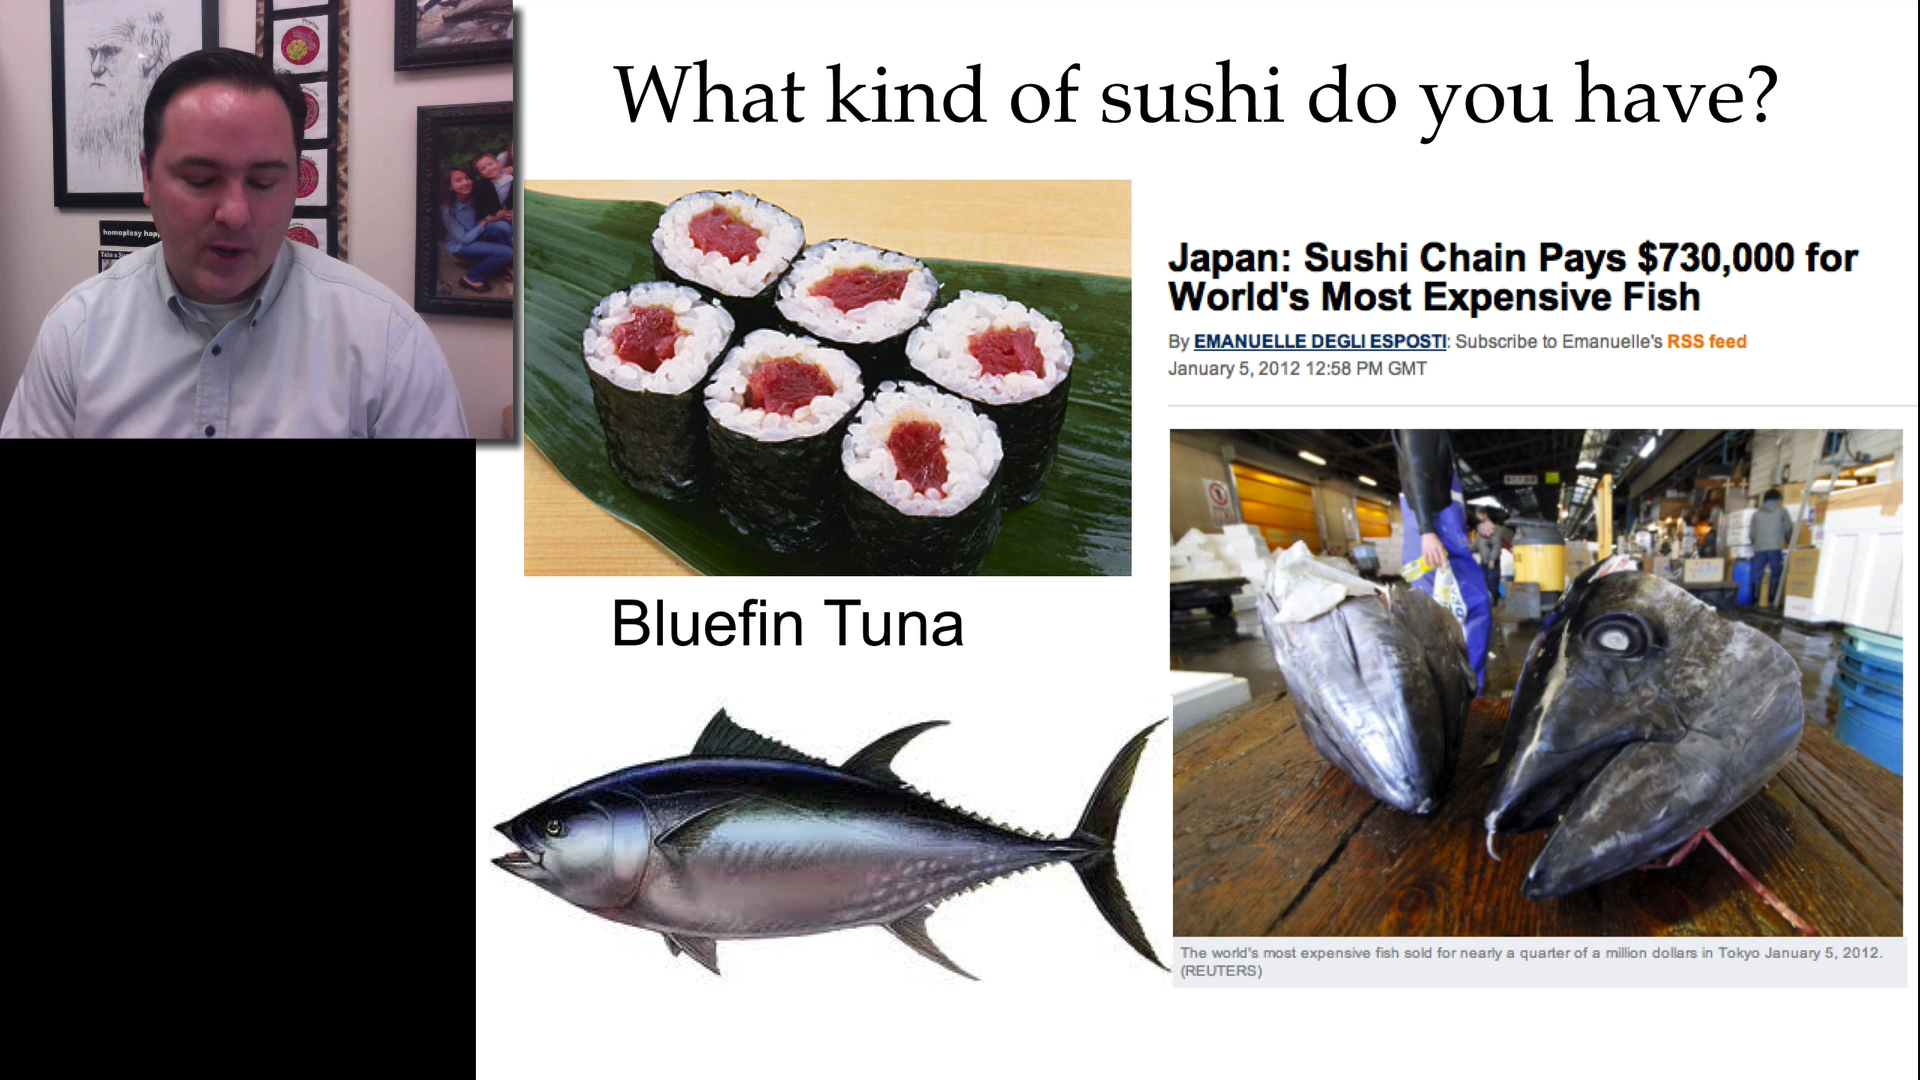 What kind of sushi do you have?
homoplasy hap
Japan: Sushi Chain Pays $730,000 for
World's Most Expensive Fish
By EMANUELLE DEGLI ESPOSTI: Subscribe to Emanuelle's RSS feed
January 5, 2012 12:58 PM GMT
Bluefin Tuna
The world's most expensive fish sold for nearly a quarter of a million dollars in Tokyo January 5, 2012.
(REUTERS)